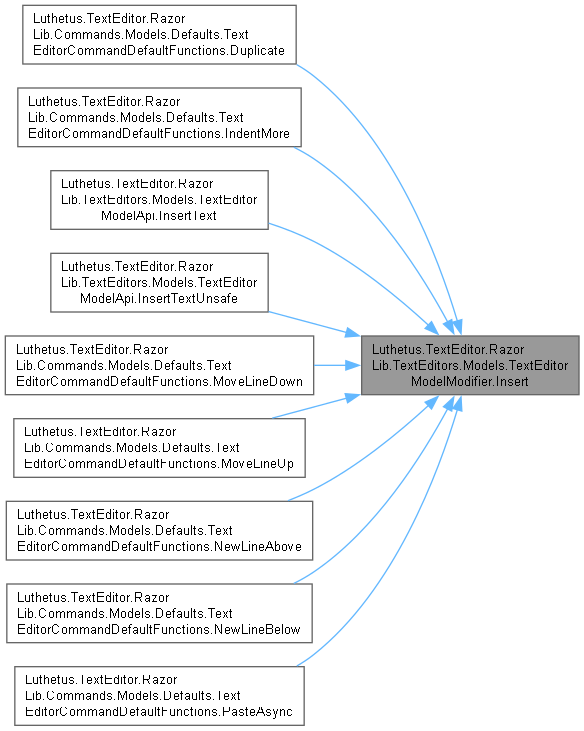 Luthetus.TextEditor.Razor
Lib.Commands.Models.Defaults.Text
EditorCommandDefaultFunctions.Duplicate
Luthetus.TextEditor.Razor
Lib.Commands.Models.Defaults.Text
EditorCommandDefaultFunctions.IndentMore
Luthetus.TextEditor.Razor
Lib.TextEditors.Models.TextEditor
ModelApi.InsertText
Luthetus.TextEditor.Razor
Lib.TextEditors.Models.TextEditor
ModelApi.InsertTextUnsafe
Luthetus.TextEditor.Razor
Lib.Commands.Models.Defaults.Text
EditorCommandDefaultFunctions.MoveLineDown
Luthetus.TextEditor.Razor
Lib.TextEditors.Models.TextEditor
ModelModifier.Insert
Luthetus.TextEditor.Razor
Lib.Commands.Models.Defaults.Text
EditorCommandDefaultFunctions.MoveLineUp
Luthetus.TextEditor.Razor
Lib.Commands.Models.Defaults.Text
EditorCommandDefaultFunctions.NewLineAbove
Luthetus.TextEditor.Razor
Lib.Commands.Models.Defaults.Text
EditorCommandDefaultFunctions.NewLineBelow
Luthetus.TextEditor.Razor
Lib.Commands.Models.Defaults.Text
EditorCommandDefaultFunctions.PasteAsync